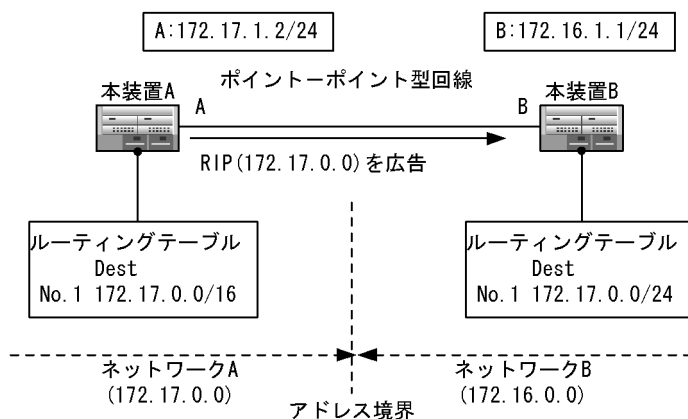 A:172.17.1.2/24
B:172.16.1.1/24
ポイントーポイント型回線
本装置A
A
B
本装置B
RIP(172.17.0.0)を広告
ルーティングテーブル
Dest
No.1 172.17.0.0/16
ルーティングテーブル
Dest
No.1 172.17.0.0/24
ネットワークA
(172.17.0.0)
ネットワークB
(172.16.0.0)
アドレス境界